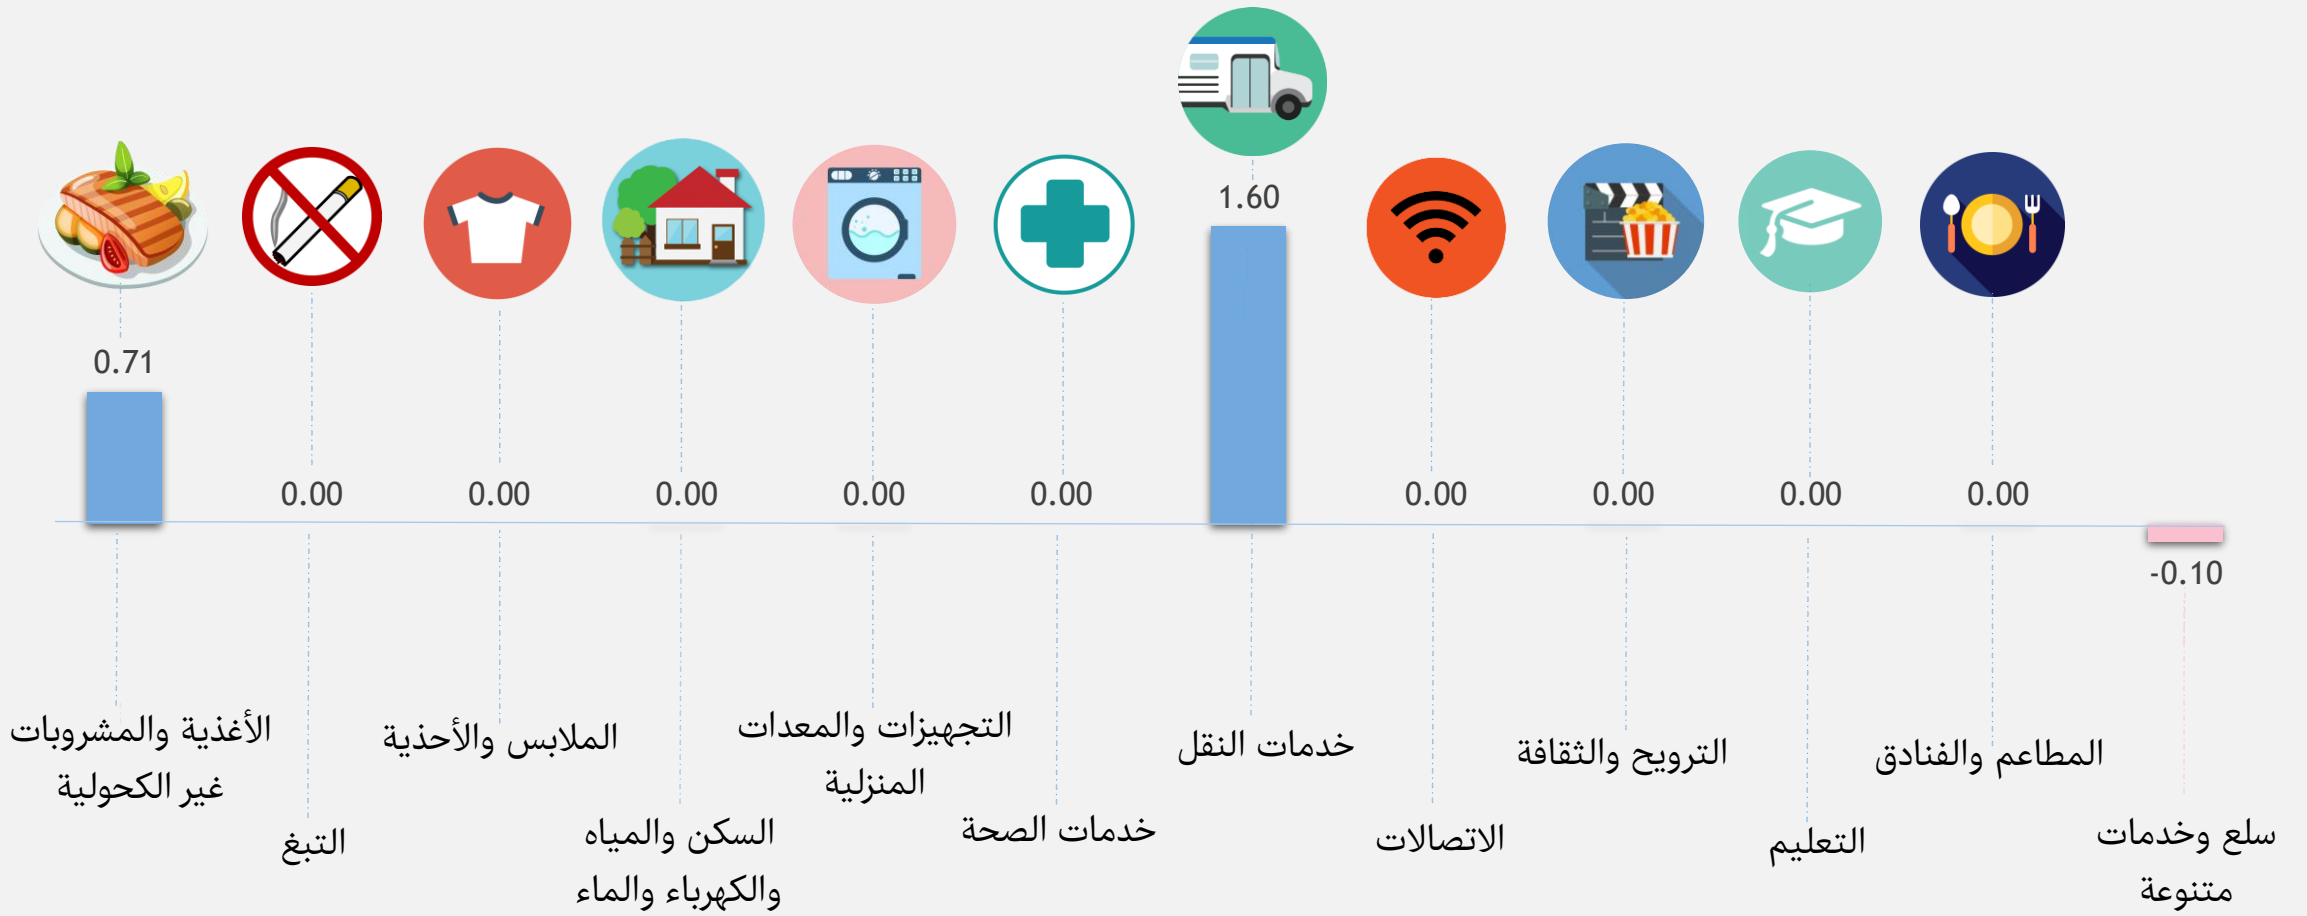 1.60
0.71
0.00
0.00
0.00
0.00
0.00
0.00
0.00
0.00
0.00
-0.10
الأغذية والمشروبات
غير الكحولية
التبغ
الملابس والأحذية
السكن والمياه
والكهرباء والماء
التجهيزات والمعدات
المنزلية
خدمات الصحة
خدمات النقل
الاتصالات
الترويح والثقافة
التعليم
المطاعم والفنادق
سلع وخدمات
متنوعة